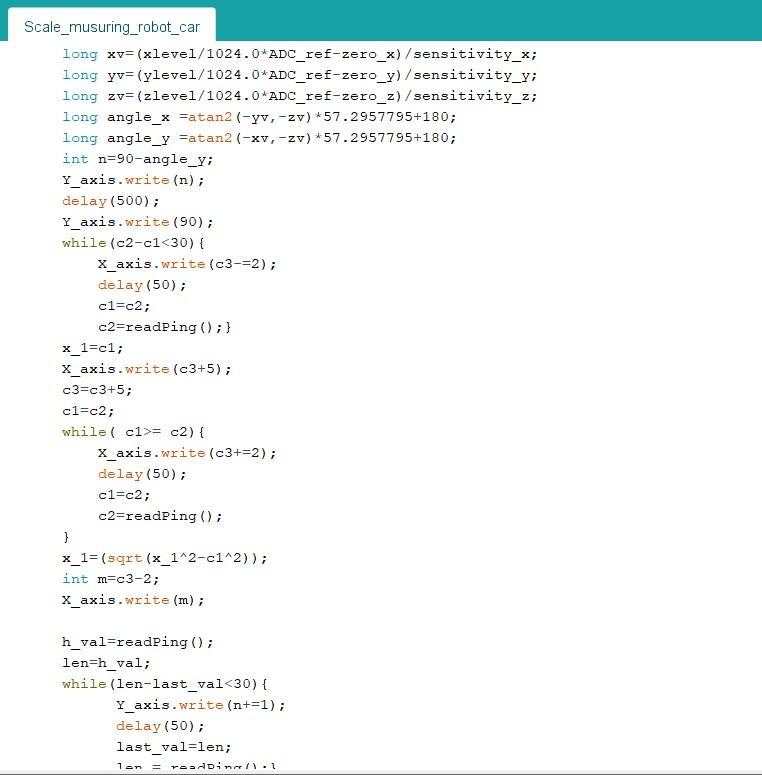 Scale_musuring_robot_car
long xv=(xlevel/1024.0*ADC_ref-zero_x)/sensitivity_x;
long yv=(ylevel/1024.0*ADC_ref-zero_y)/sensitivity_y;
long zv=(zlevel/1024.0*ADC_ref-zero_z)/sensitivity_z;
long angle_x =atan2(-yv,-zv)*57.2957795+180;
long angle_y =atan2(-xv,-zv)*57.2957795+180;
int n=90-angle_y;
Y_axis.write(n);
delay(500);
Y_axis.write(90);
while(c2-c1<30){
X_axis.write(c3-=2);
delay(50);
c1=c2;
c2=readPing();}
x_1=c1;
X_axis.write(c3+5);
c3=c3+5;
c1=c2;
while( c1>= c2){
X_axis.write(c3+=2);
delay(50);
c1=c2;
c2=readPing();
}
x_1=(sqrt(x_1^2-c1^2));
int m=c3-2;
X_axis.write(m);
h_val=readPing();
len=h_val;
while(len-last_val<30){
Y_axis.write(n+=1);
delay(50);
last_val=len;
len = readPing();}